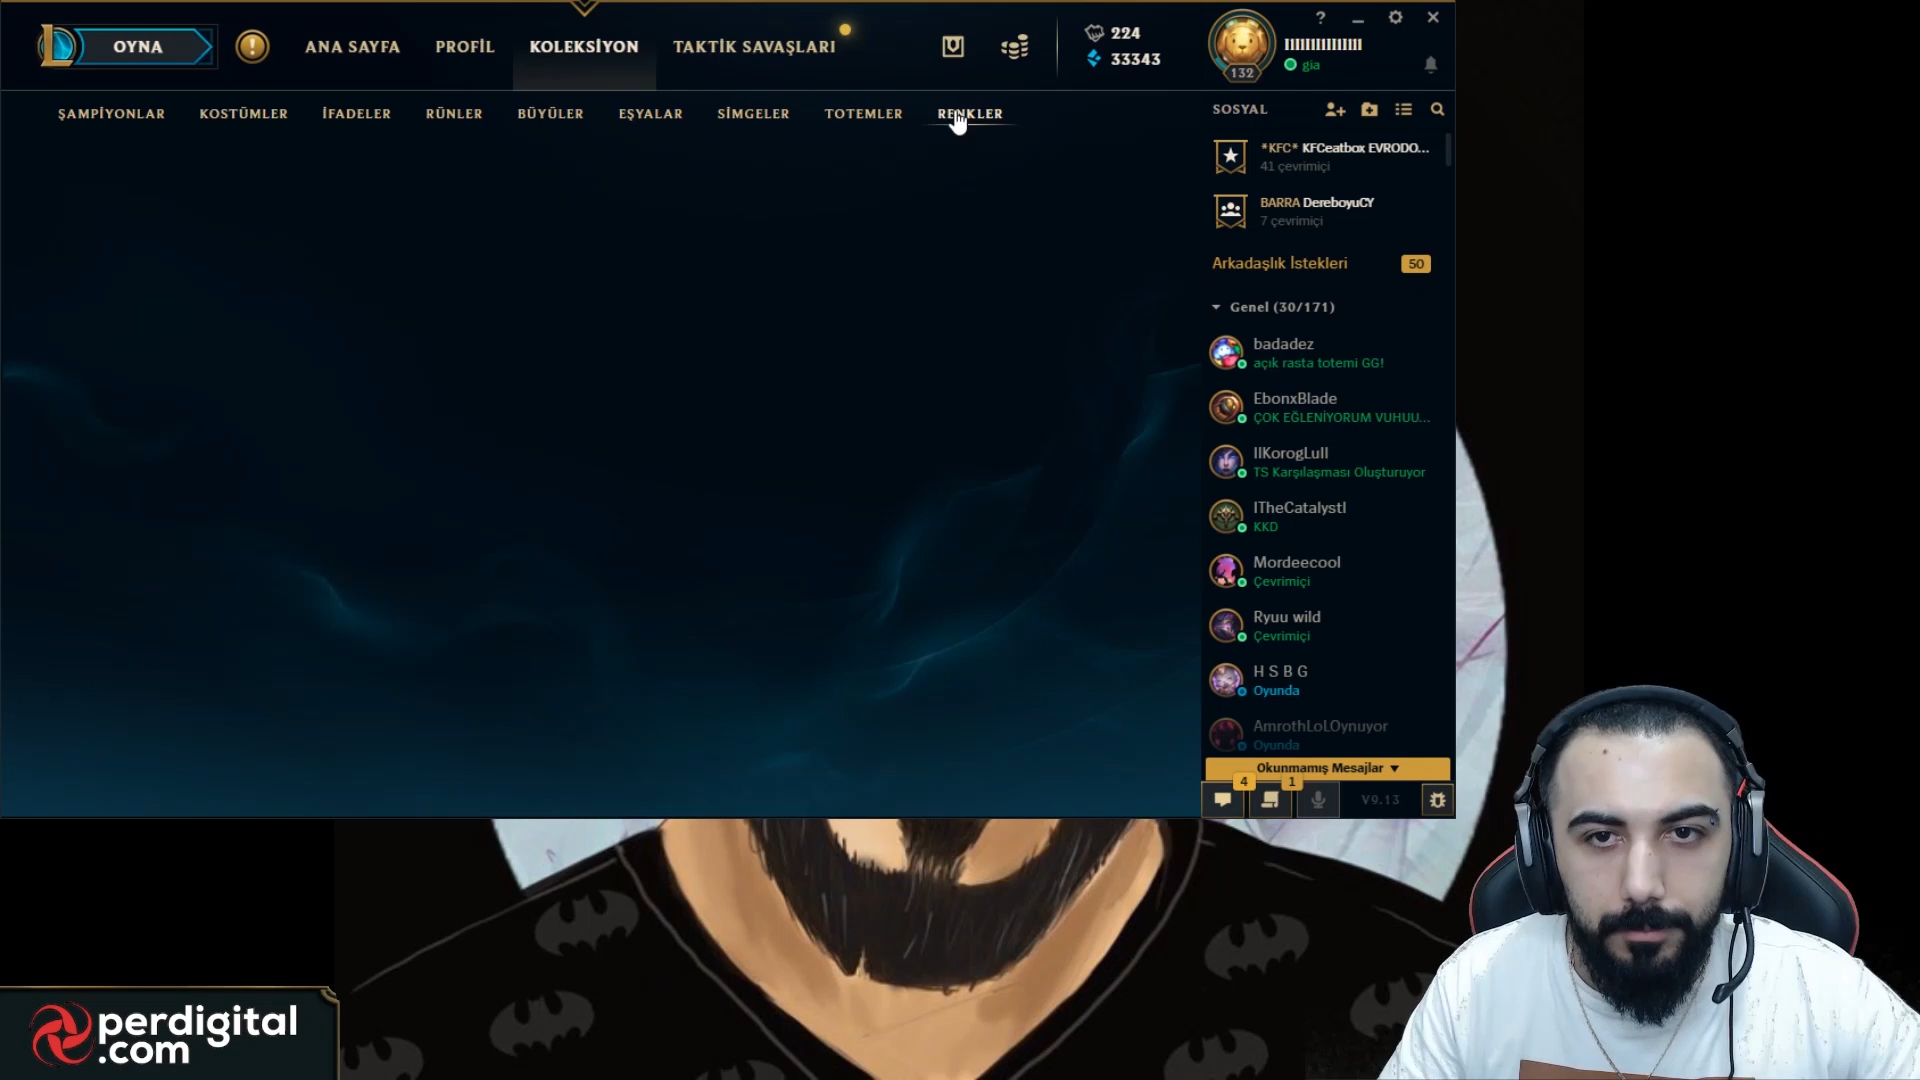 OYNA
ANA SAYFA
PROFİL
KOLEKSİYON
TAKTİK SAVAŞLARI
224
33343
132
gia
ŞAMPİYONLAR
KOSTÜMLER
İFADELER
RÜNLER
BÜYÜLER
EŞYALAR
SİMGELER
TOTEMLER
RENKLER
SOSYAL
*KFC* KFCeatbox EVRODO...
41 çevrimiçi
BARRA DereboyuCY
7 çevrimiçi
Arkadaşlık İstekleri
50
Genel (30/171)
badadez
açık rasta totemi GG!
EbonxBlade
ÇOK EĞLENİYORUM VUHUU...
IIKorogLuII
TS Karşılaşması Oluşturuyor
ITheCatalystI
KKD
Mordeecool
Çevrimiçi
Ryuu wild
Çevrimiçi
H S B G
Oyunda
AmrothLoLOynuyor
Oyunda
Okunmamış Mesajlar
4
1
V9.13
perdigital
.com